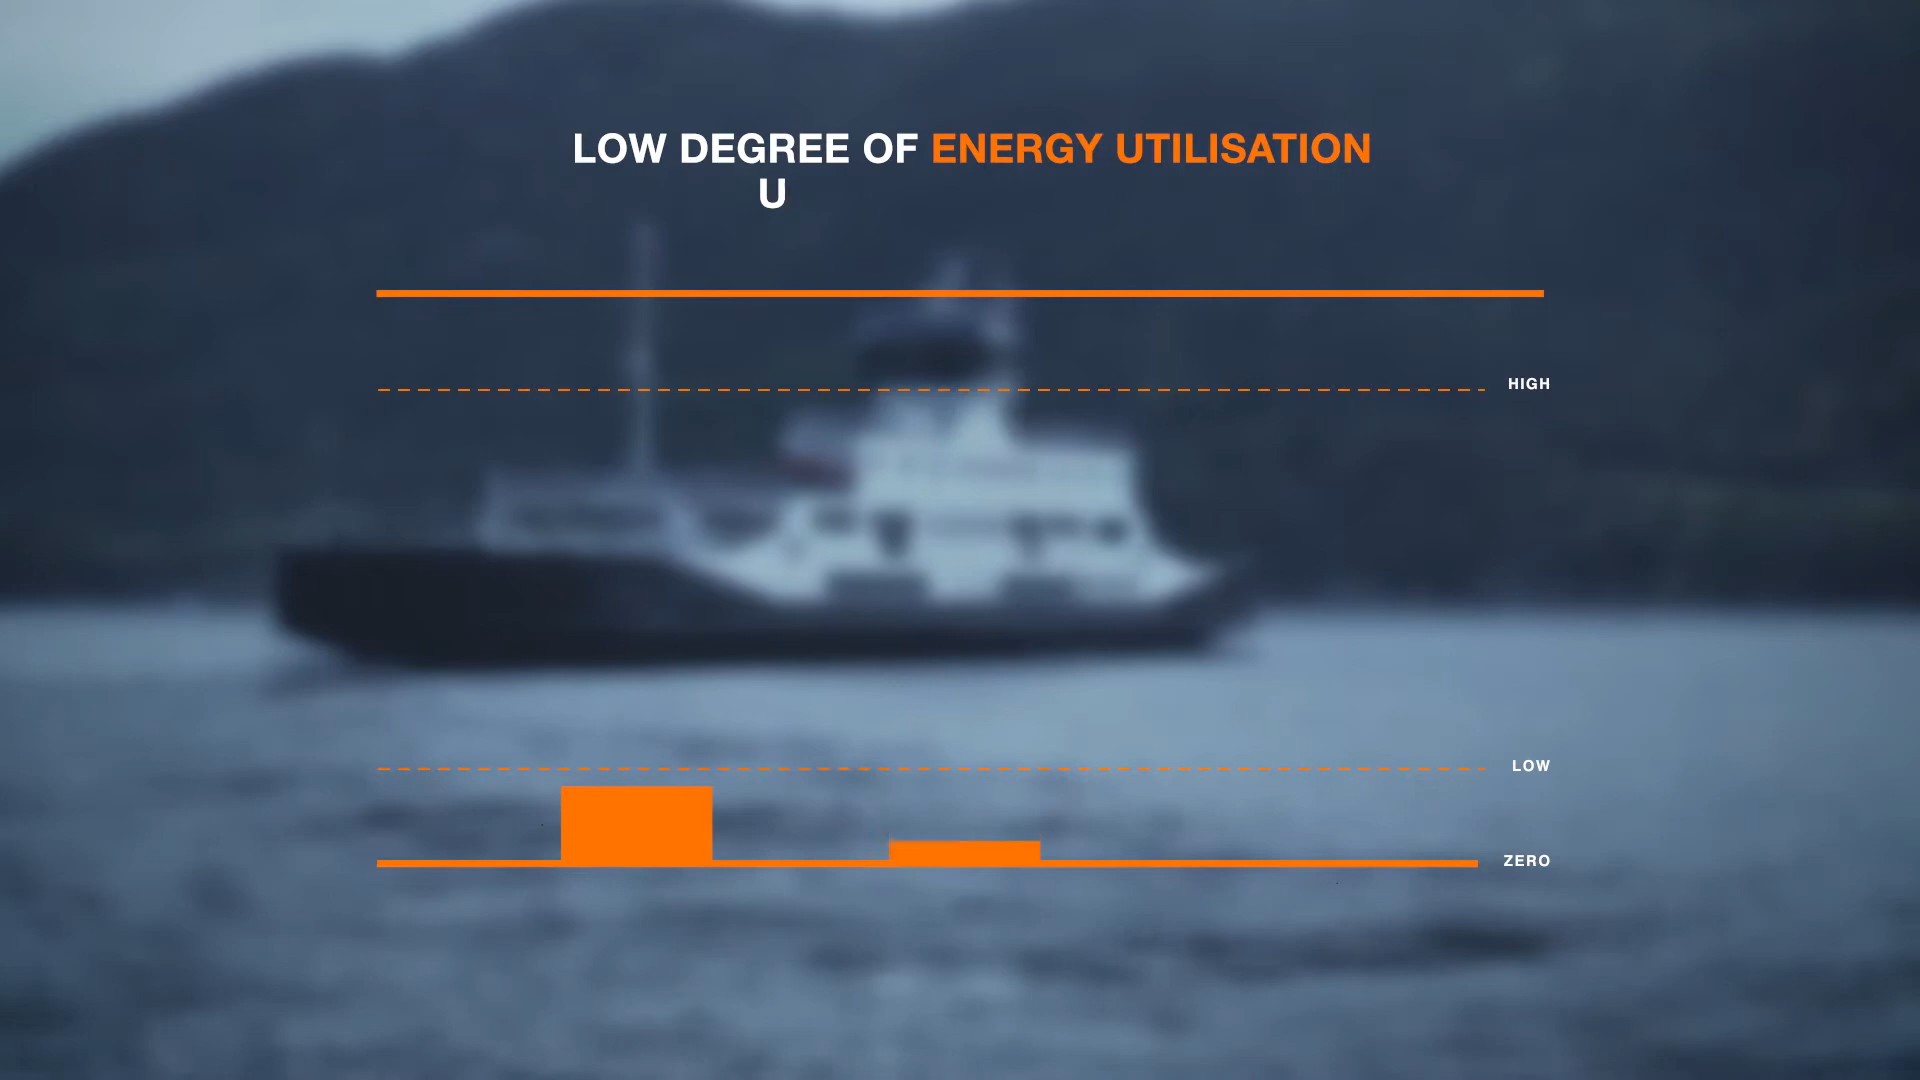 LOW DEGREE OF ENERGY UTILISATION
U
HIGH
LOW
ZERO